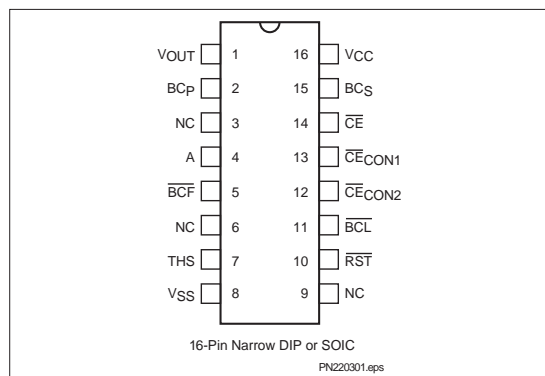 VOUT 1 16 VCC
BCP 2 15 BCS
NC 3 14 CE
A 4 13 CECON1
BCF 5 12 CECON2
NC 6 11 BCL
THS 7 10 RST
VSS 8 9 NC
16-Pin Narrow DIP or SOIC
PN220301.eps